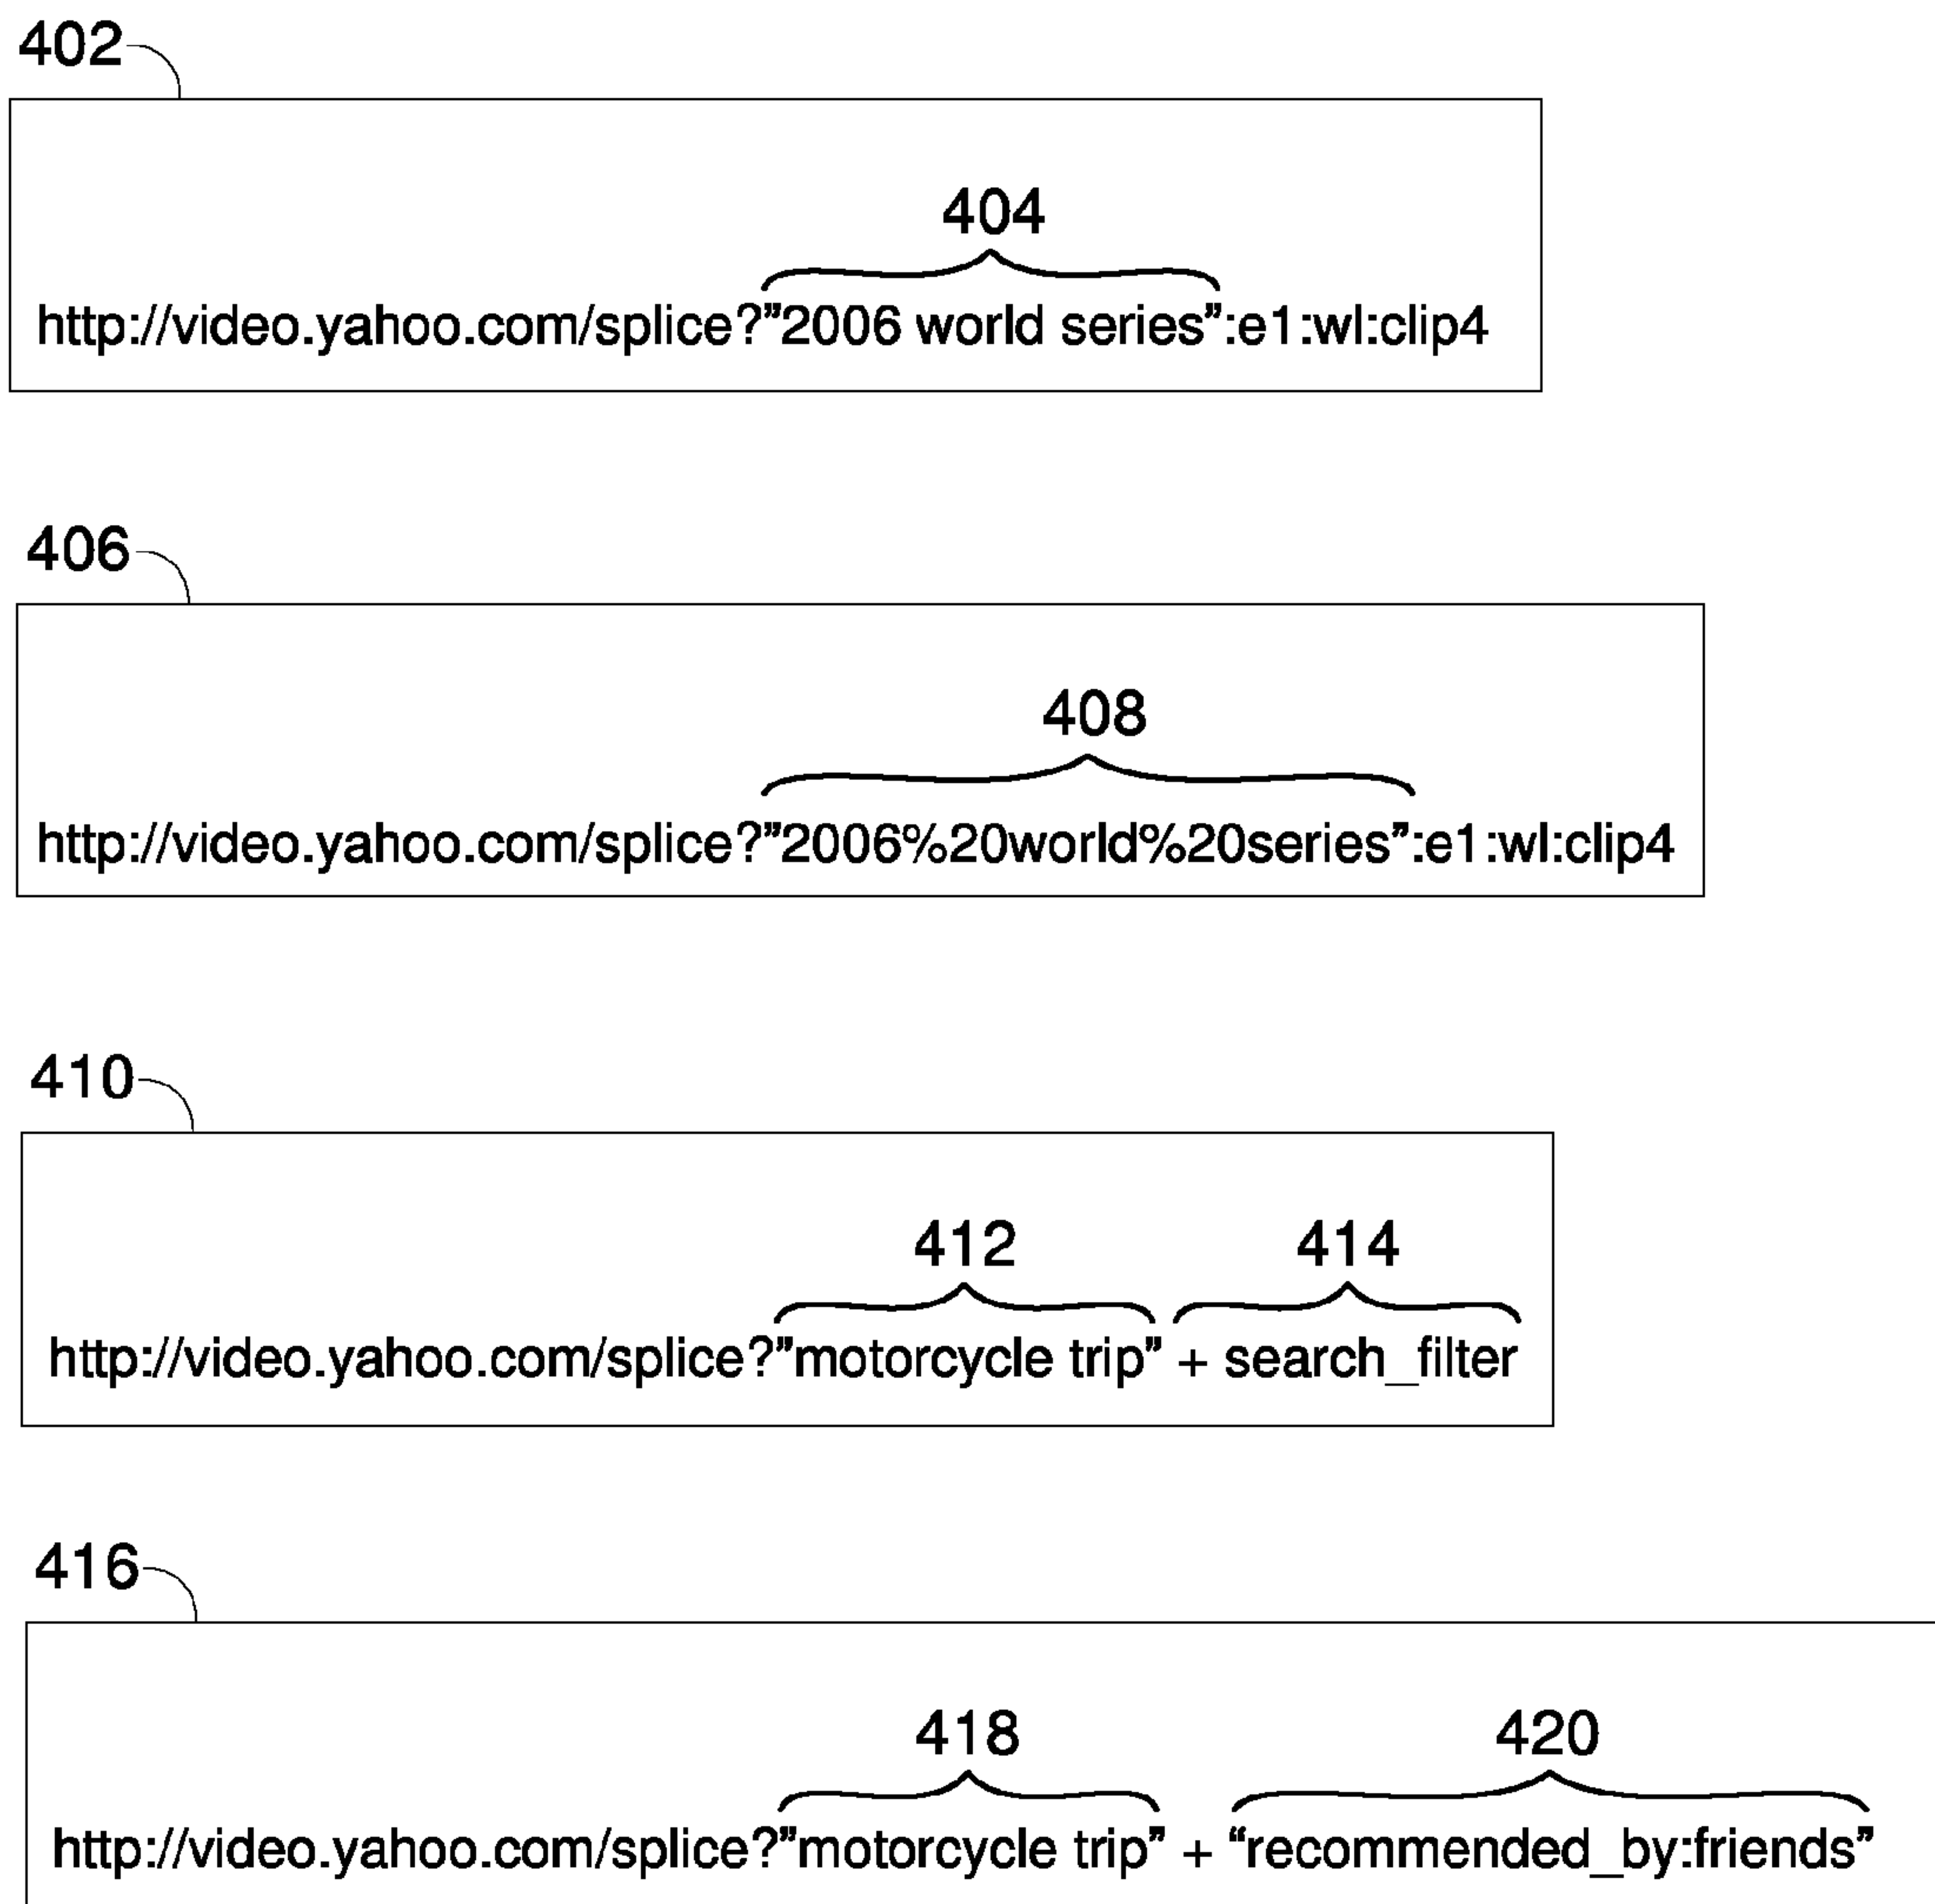 402
404
http://video.yahoo.com/splice?”2006 world series”:e1:wl:clip4
406
408
http://video.yahoo.com/splice?”2006%20world%20series”:e1:wl:clip4
410
412 414
http://video.yahoo.com/splice?”motorcycle trip” + search_filter
416
418 420
http://video.yahoo.com/splice?”motorcycle trip” + “recommended_by:friends”